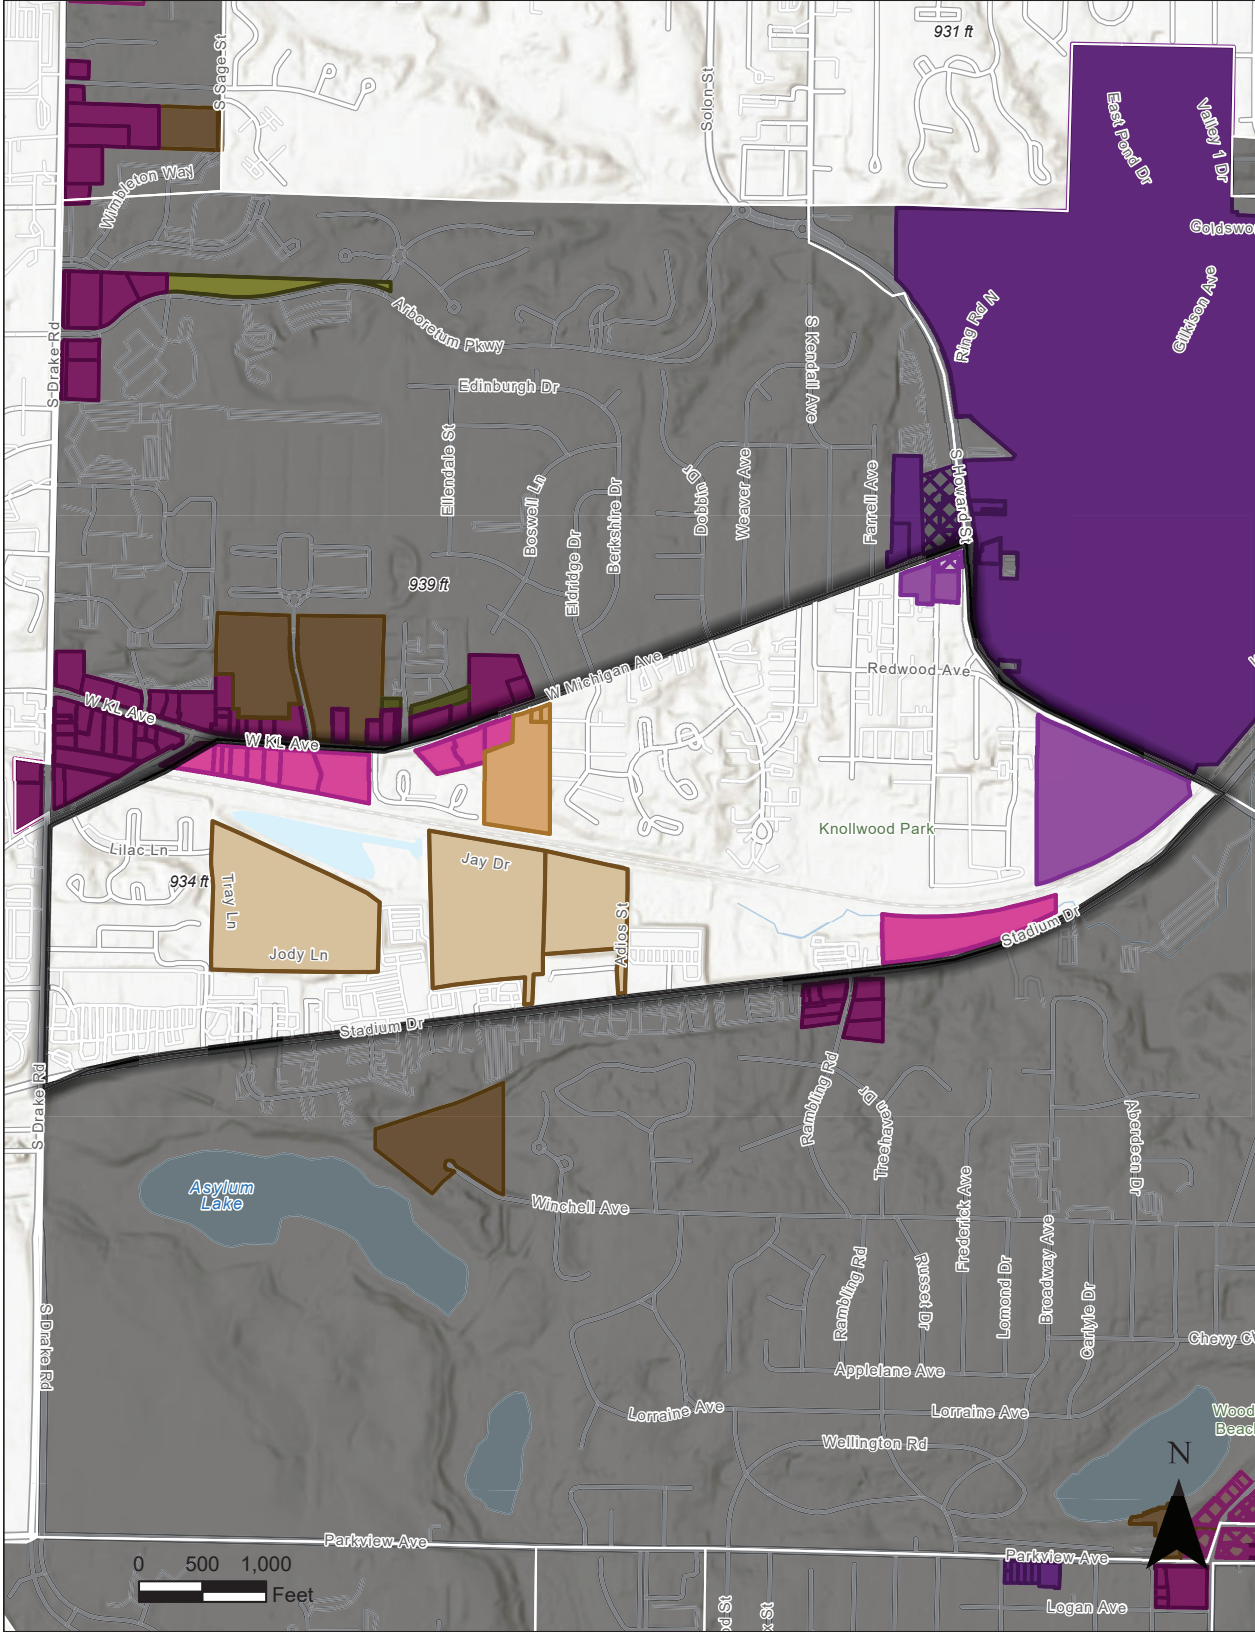 931 ft
S Sage St
Solon St
East Pond Dr
Valley 1 Dr
Wimbleton Way
Goldswo
Gilkison Ave
Ring Rd N
Arboretum Pkwy
S Drake Rd
S Kendall Ave
Edinburgh Dr
Ellendale St
Boswell Ln
Berkshire Dr
Eldridge Dr
Dobbin Dr
Weaver Ave
Farrell Ave
S Howard St
939 ft
W Michigan Ave
Redwood Ave
W KL Ave
W KL Ave
Knollwood Park
Lilac Ln
Jay Dr
934 ft
Tray Ln
Adios St
Jody Ln
Stadium Dr
Stadium Dr
S Drake Rd
Rambling Rd
Treehaven Dr
Aberdeen Dr
Asylum
Lake
Winchell Ave
Frederick Ave
Rambling Rd
Russet Dr
Lomond Dr
Broadway Ave
Carlyle Dr
S Drake Rd
Chevy C
Applelane Ave
Lorraine Ave
Lorraine Ave
Wood
Beac
Wellington Rd
N
Parkview Ave
Parkview Ave
0 500 1,000
Feet
Logan Ave
od St
x St